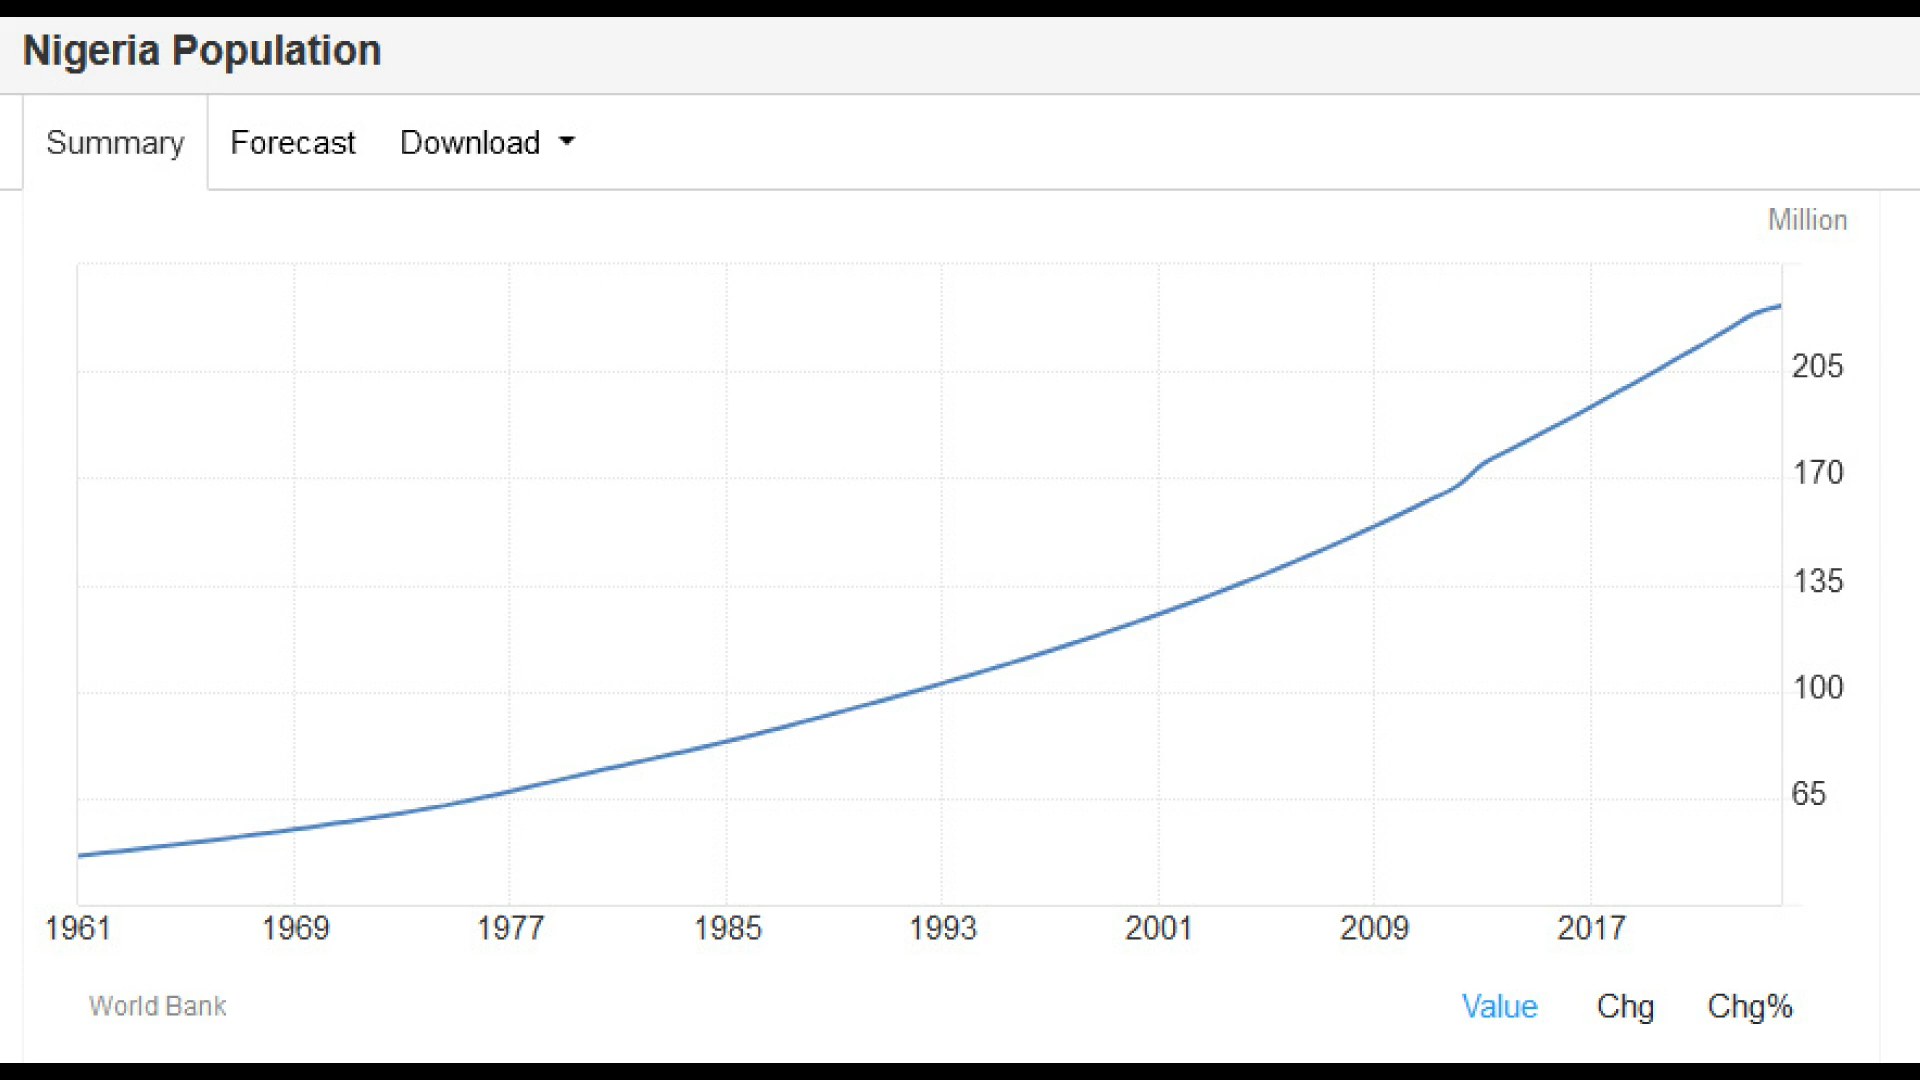 Nigeria Population
Summary Forecast Download
Million
205
170
135
100
65
1961 1969 1977 1985 1993 2001 2009 2017
World Bank Value Chg Chg%